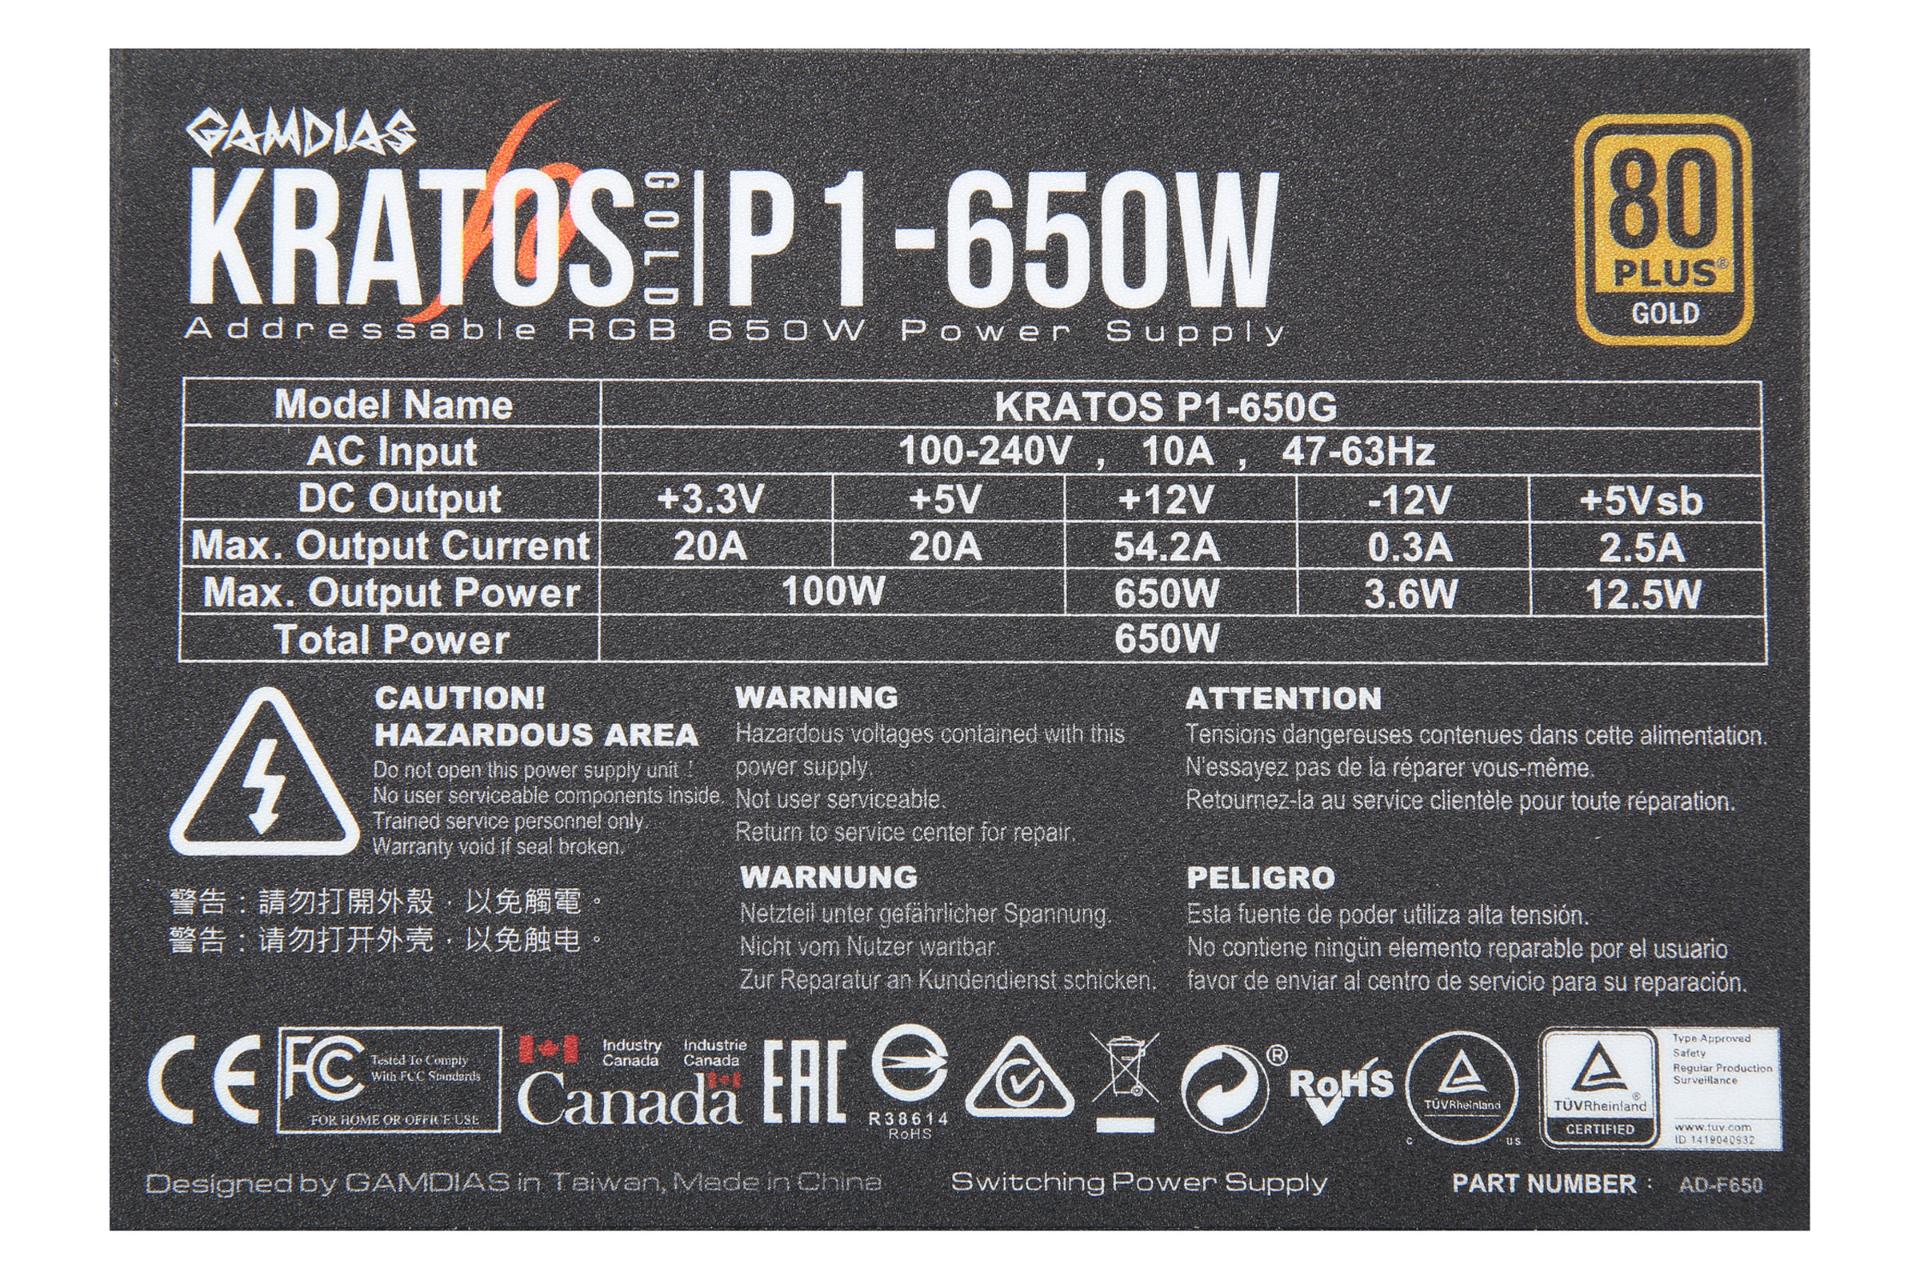 GAMDIAS
KRATOS GOLD | P1-650W
Addressable RGB 650W Power Supply
80
PLUS®
GOLD
Model Name KRATOS P1-650G
AC Input 100-240V , 10A , 47-63Hz
DC Output +3.3V +5V +12V -12V +5Vsb
Max. Output Current 20A 20A 54.2A 0.3A 2.5A
Max. Output Power 100W 650W 3.6W 12.5W
Total Power 650W
CAUTION!
HAZARDOUS AREA
Do not open this power supply unit !
No user serviceable components inside.
Trained service personnel only.
Warranty void if seal broken.
警告：請勿打開外殼，以免觸電。
警告：请勿打开外壳，以免触电。
WARNING
Hazardous voltages contained with this
power supply.
Not user serviceable.
Return to service center for repair.
ATTENTION
Tensions dangereuses contenues dans cette alimentation.
N'essayez pas de la réparer vous-même.
Retournez-la au service clientèle pour toute réparation.
WARNUNG
Netzteil unter gefährlicher Spannung.
Nicht vom Nutzer wartbar.
Zur Reparatur an Kundendienst schicken.
PELIGRO
Esta fuente de poder utiliza alta tensión.
No contiene ningün elemento reparable por el usuario
favor de enviar al centro de servicio para su reparación.
CE
FC
Tested To Comply
With FCC Standards
FOR HOME OR OFFICE USE
Industry Canada
Industrie Canada
Canada
EAC
R38614
RoHS
®
RoHS
TÜVRheinland
c us
TÜVRheinland®
CERTIFIED
Type Approved
Safety
Regular Production
Surveillance
www.tuv.com
ID 1419040932
Designed by GAMDIAS in Taiwan, Made in China
Switching Power Supply
PART NUMBER : AD-F650